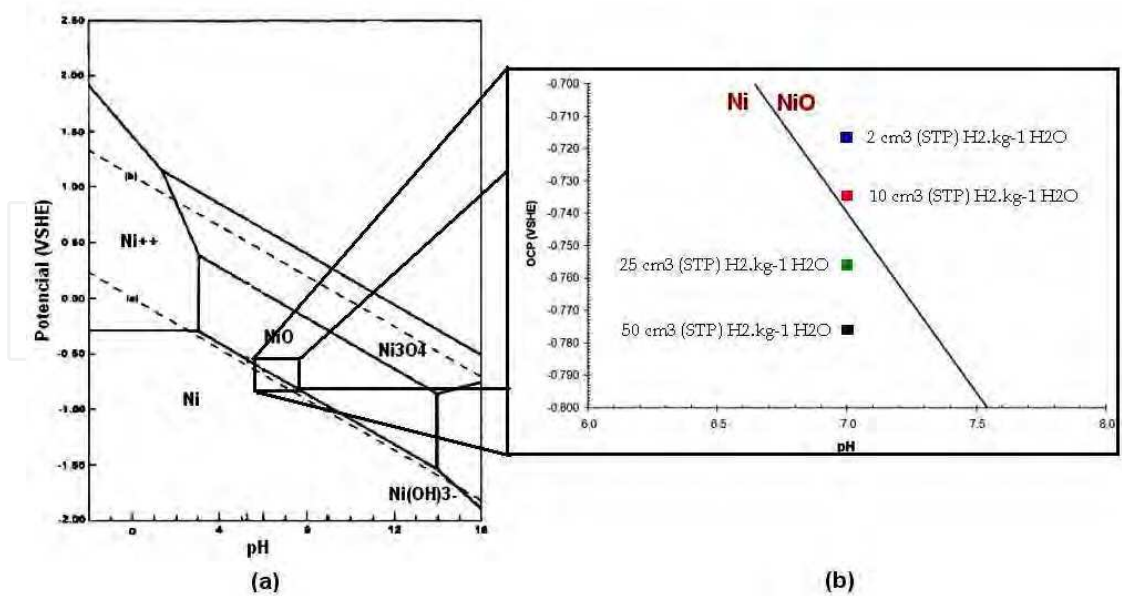 2.50
2.00
1.50
1.00
0.50
0.00
-0.50
-1.00
-1.50
-2.00
Potencial (VSHE)
(b)
Ni++
(a)
NiO
Ni3O4
Ni
Ni(OH)3-
0 4 8 12 16
pH
(a)
-0.700
-0.710
-0.720
-0.730
-0.740
-0.750
-0.760
-0.770
-0.780
-0.790
-0.800
OCP (VSHE)
Ni NiO
2 cm3 (STP) H2.kg-1 H2O
10 cm3 (STP) H2.kg-1 H2O
25 cm3 (STP) H2.kg-1 H2O
50 cm3 (STP) H2.kg-1 H2O
6.0 6.5 7.0 7.5 8.0
pH
(b)